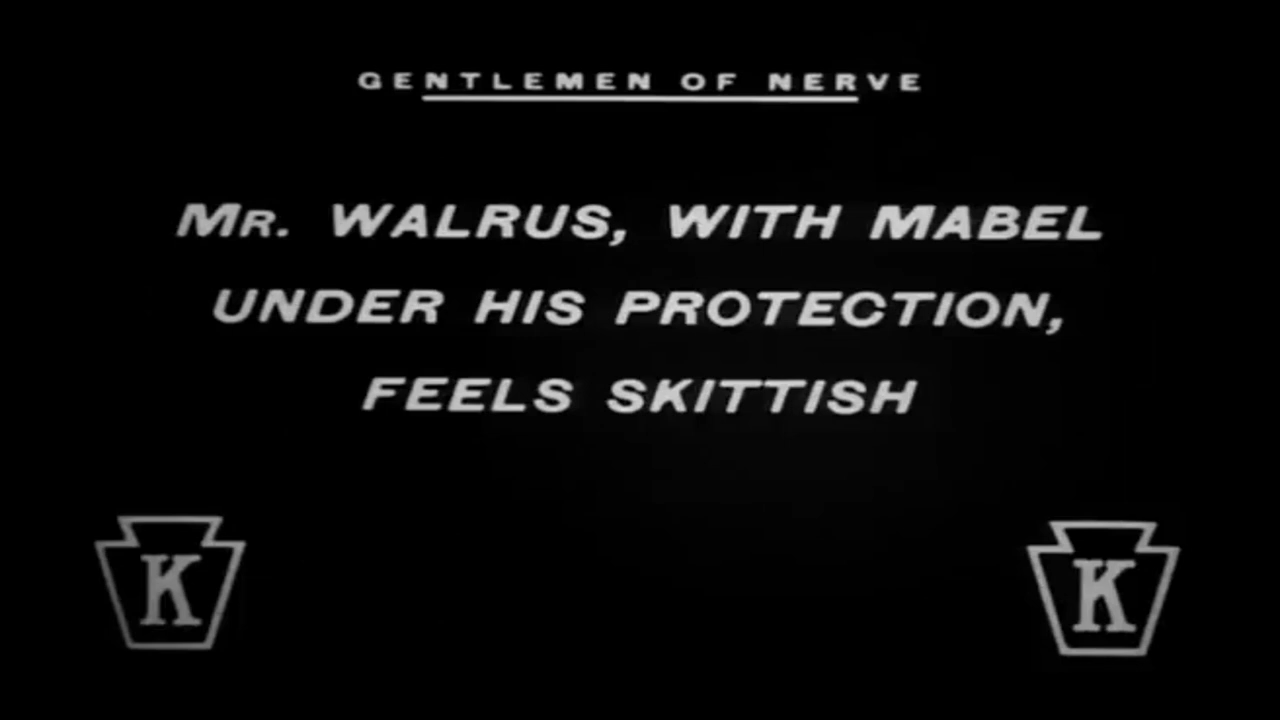 GENTLEMEN OF NERVE
MR. WALRUS, WITH MABEL
UNDER HIS PROTECTION,
FEELS SKITTISH
K K